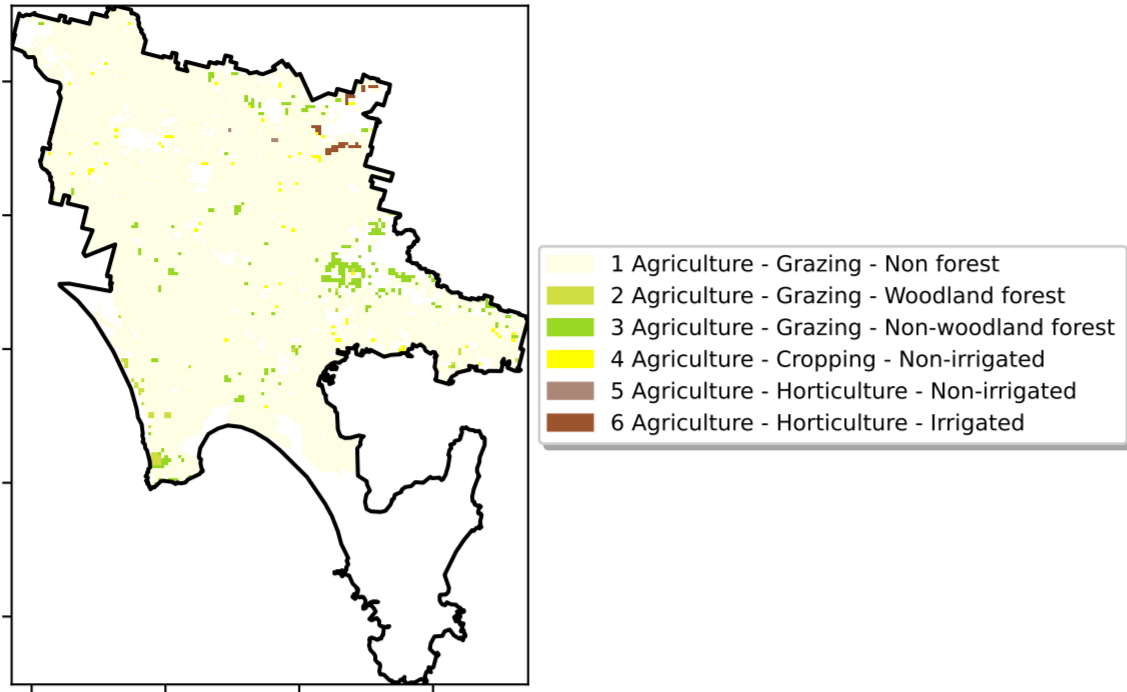 1 Agriculture - Grazing - Non forest
2 Agriculture - Grazing - Woodland forest
3 Agriculture - Grazing - Non-woodland forest
4 Agriculture - Cropping - Non-irrigated
5 Agriculture - Horticulture - Non-irrigated
6 Agriculture - Horticulture - Irrigated